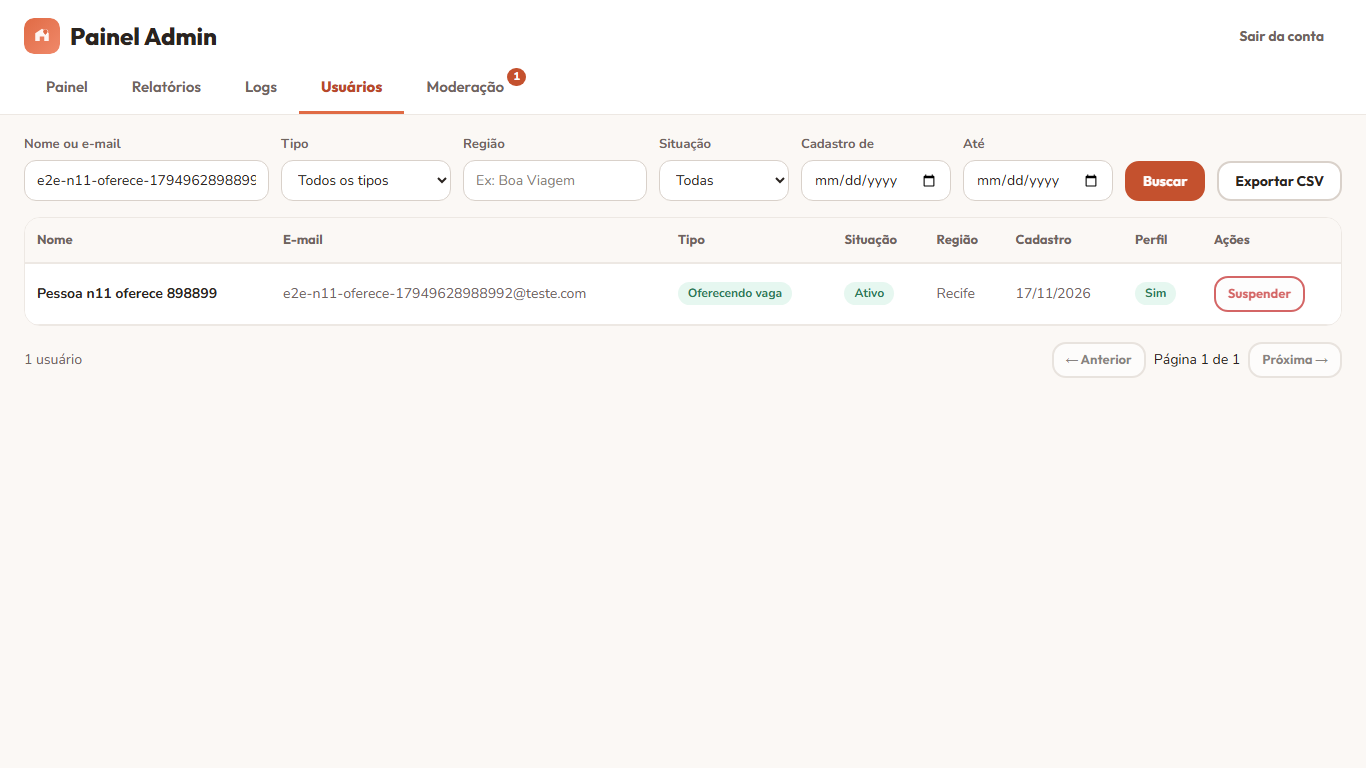 Painel Admin
Sair da conta
Painel Relatórios Logs Usuários Moderação 1
Nome ou e-mail Tipo Região Situação Cadastro de Até
e2e-n11-oferece-1794962898899 Todos os tipos Ex: Boa Viagem Todas mm/dd/yyyy mm/dd/yyyy Buscar Exportar CSV
Nome E-mail Tipo Situação Região Cadastro Perfil Ações
Pessoa n11 oferece 898899 e2e-n11-oferece-17949628988992@teste.com Oferecendo vaga Ativo Recife 17/11/2026 Sim Suspender
1 usuário ← Anterior Página 1 de 1 Próxima →